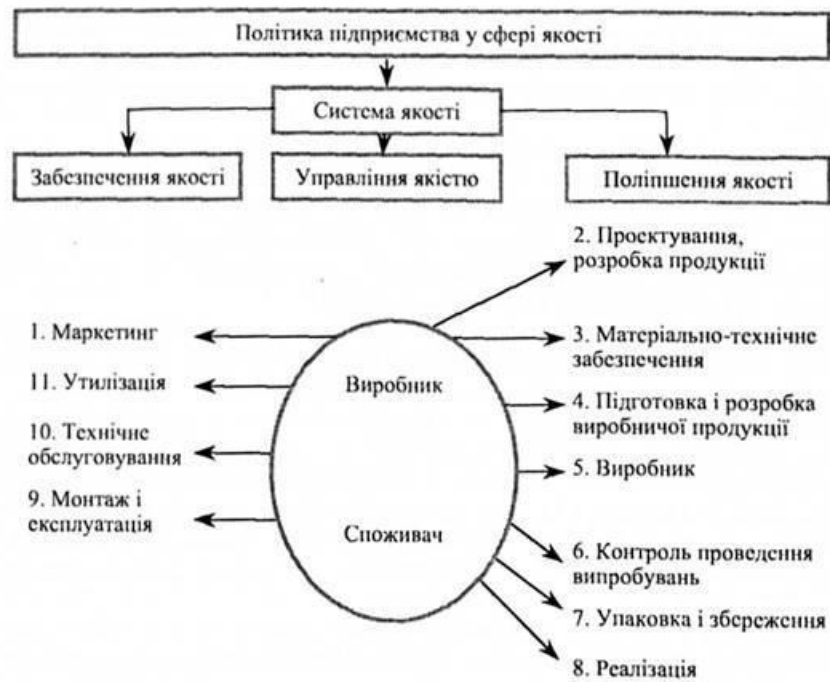 Політика підприємства у сфері якості
Система якості
Забезпечення якості
Управління якістю
Поліпшення якості
2. Проєктування,
розробка продукції
1. Маркетинг
3. Матеріально-технічне
забезпечення
11. Утилізація
Виробник
4. Підготовка і розробка
виробничої продукції
10. Технічне
обслуговування
5. Виробник
9. Монтаж і
експлуатація
Споживач
6. Контроль проведення
випробувань
7. Упаковка і збереження
8. Реалізація